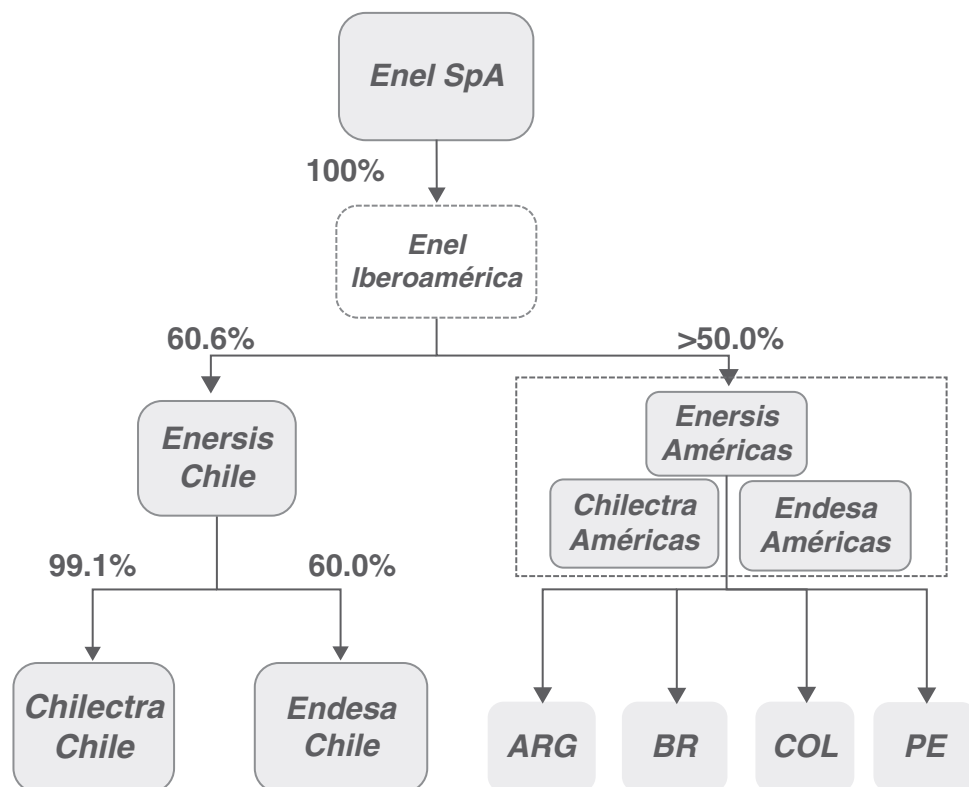 Enel SpA
100%
Enel
Iberoamérica
60.6%
>50.0%
Enersis
Chile
Enersis
Américas
Chilectra
Américas
Endesa
Américas
99.1%
60.0%
Chilectra
Chile
Endesa
Chile
ARG
BR
COL
PE